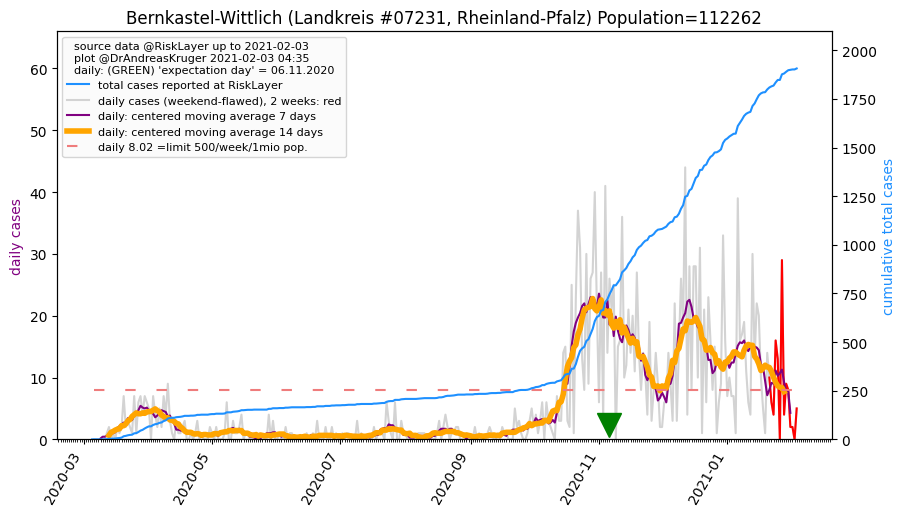 Bernkastel-Wittlich (Landkreis #07231, Rheinland-Pfalz) Population=112262
source data @RiskLayer up to 2021-02-03
plot @DrAndreasKruger 2021-02-03 04:35
daily: (GREEN) 'expectation day' = 06.11.2020
total cases reported at RiskLayer
daily cases (weekend-flawed), 2 weeks: red
daily: centered moving average 7 days
daily: centered moving average 14 days
daily 8.02 =limit 500/week/1mio pop.
daily cases
60
50
40
30
20
10
0
2000
1750
1500
1250
1000
750
500
250
0
cumulative total cases
2020-03
2020-05
2020-07
2020-09
2020-11
2021-01